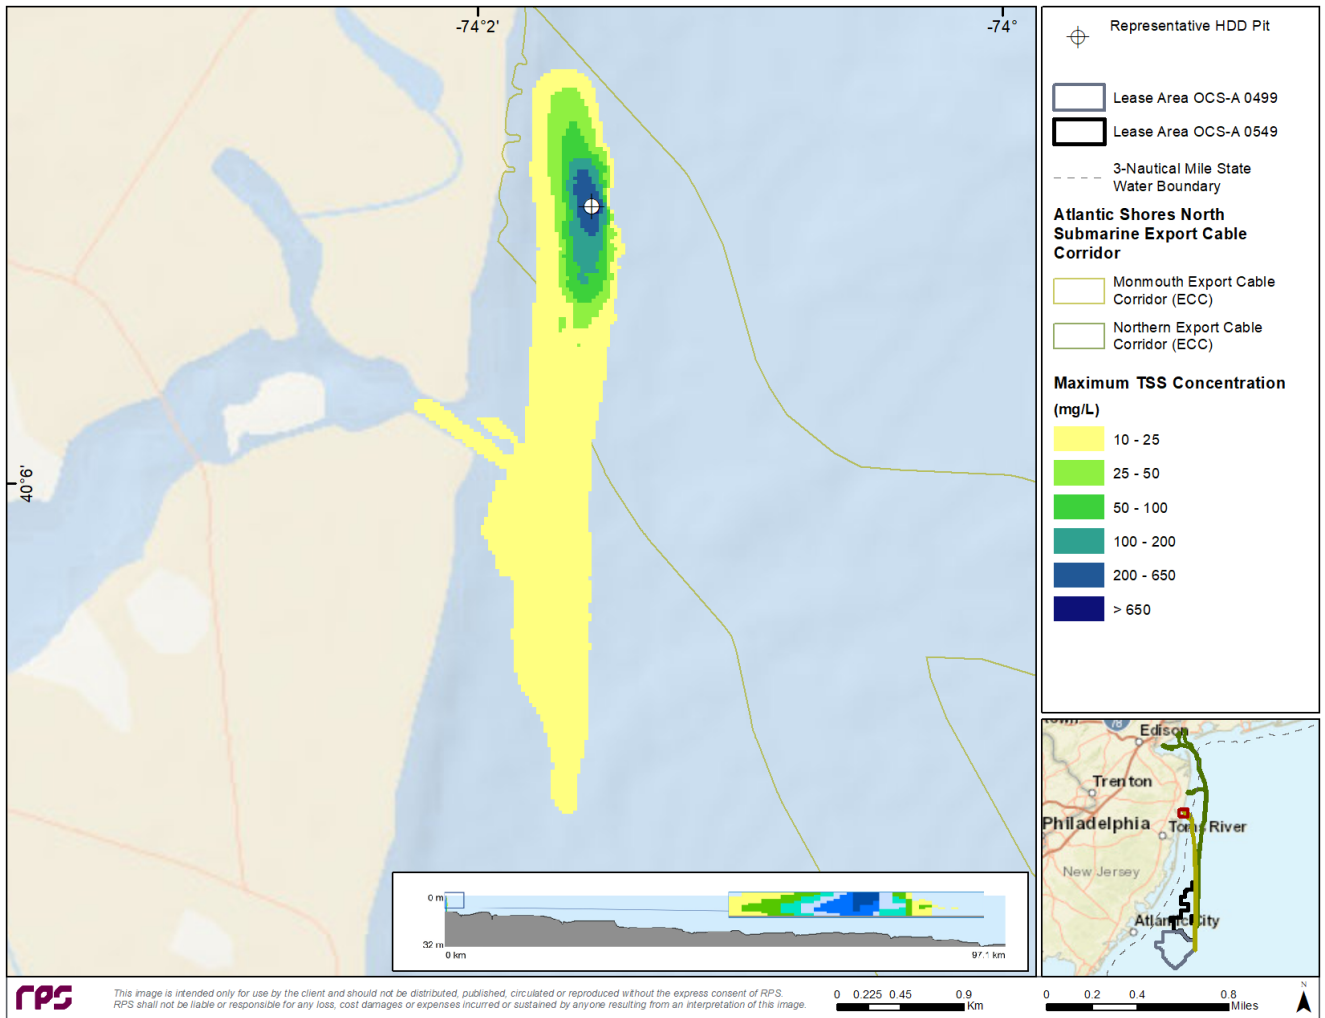 -74°2'
-74°
40°6'
Representative HDD Pit
Lease Area OCS-A 0499
Lease Area OCS-A 0549
3-Nautical Mile State
Water Boundary
Atlantic Shores North
Submarine Export Cable
Corridor
Monmouth Export Cable
Corridor (ECC)
Northern Export Cable
Corridor (ECC)
Maximum TSS Concentration
(mg/L)
10 - 25
25 - 50
50 - 100
100 - 200
200 - 650
> 650
78
Edison
Trenton
Philadelphia
Toms River
New Jersey
Atlantic City
0 m
32 m
0 km
97.1 km
rps
This image is intended only for use by the client and should not be distributed, published, circulated or reproduced without the express consent of RPS.
RPS shall not be liable or responsible for any loss, cost damages or expenses incurred or sustained by anyone resulting from an interpretation of this image.
0 0.225 0.45 0.9
Km
0 0.2 0.4 0.8
Miles
N